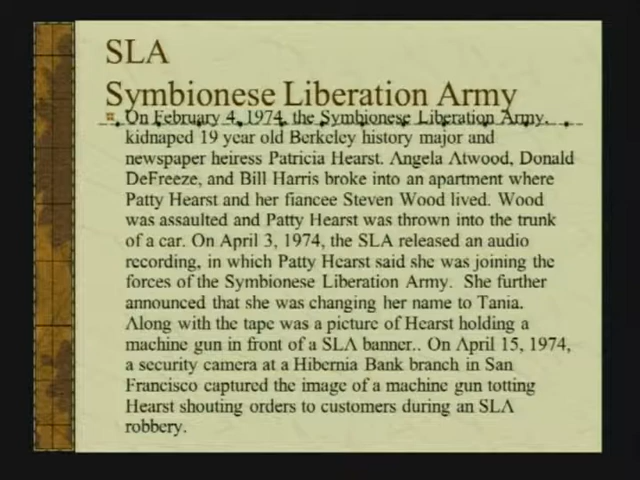 SLA
Symbionese Liberation Army
On February 4, 1974, the Symbionese Liberation Army,
kidnaped 19 year old Berkeley history major and
newspaper heiress Patricia Hearst. Angela Atwood, Donald
DeFreeze, and Bill Harris broke into an apartment where
Patty Hearst and her fiancee Steven Wood lived. Wood
was assaulted and Patty Hearst was thrown into the trunk
of a car. On April 3, 1974, the SLA released an audio
recording, in which Patty Hearst said she was joining the
forces of the Symbionese Liberation Army. She further
announced that she was changing her name to Tania.
Along with the tape was a picture of Hearst holding a
machine gun in front of a SLA banner.. On April 15, 1974,
a security camera at a Hibernia Bank branch in San
Francisco captured the image of a machine gun totting
Hearst shouting orders to customers during an SLA
robbery.